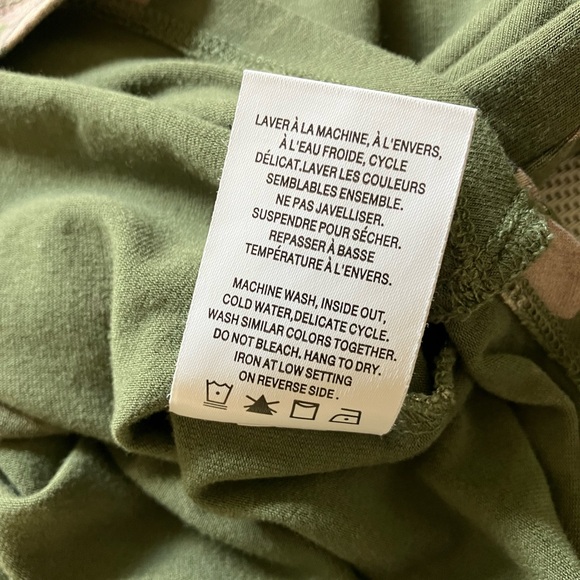 LAVER À LA MACHINE, À L'ENVERS,
À L'EAU FROIDE, CYCLE
DÉLICAT.LAVER LES COULEURS
SEMBLABLES ENSEMBLE.
NE PAS JAVELLISER.
SUSPENDRE POUR SÉCHER.
REPASSER À BASSE
TEMPÉRATURE À L'ENVERS.
MACHINE WASH, INSIDE OUT,
COLD WATER,DELICATE CYCLE.
WASH SIMILAR COLORS TOGETHER.
DO NOT BLEACH. HANG TO DRY.
IRON AT LOW SETTING
ON REVERSE SIDE .